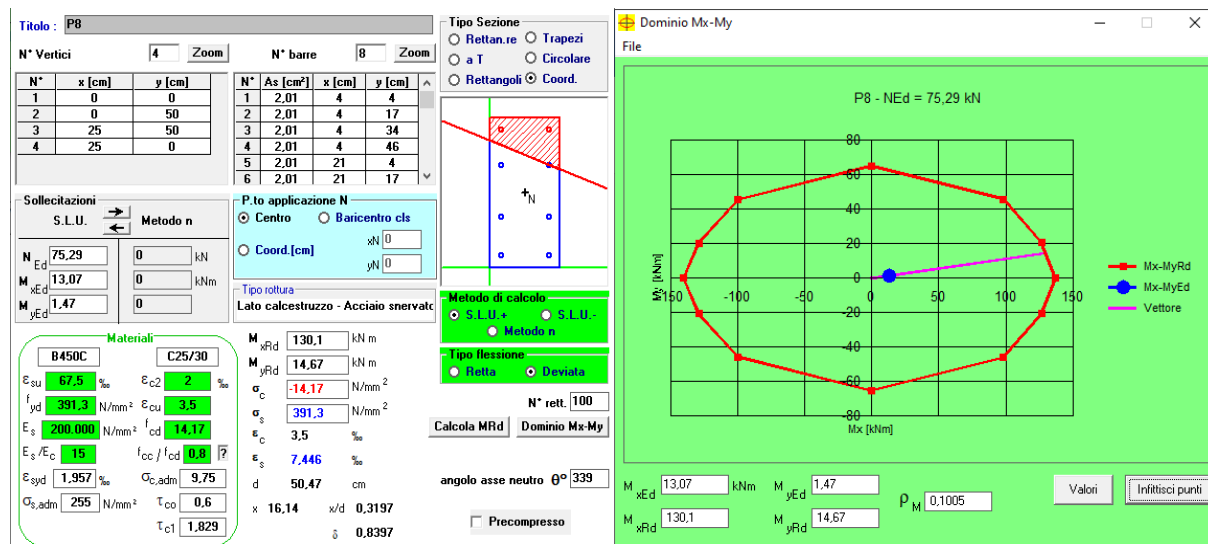 Titolo : P8
N° Vertici 4 Zoom N° barre 8 Zoom
N° x [cm] y [cm]
1 0 0
2 0 50
3 25 50
4 25 0
N° As [cm²] x [cm] y [cm]
1 2,01 4 4
2 2,01 4 17
3 2,01 4 34
4 2,01 4 46
5 2,01 21 4
6 2,01 21 17
Tipo Sezione
Rettan.re Trapezi
a T Circolare
Rettangoli Coord.
N
Sollecitazioni
S.L.U. Metodo n
N Ed 75,29 0 kN
M xEd 13,07 0 kNm
M yEd 1,47 0
P.to applicazione N
Centro Baricentro cls
Coord.[cm] xN 0
yN 0
Tipo rottura
Lato calcestruzzo - Acciaio snervato
Metodo di calcolo
S.L.U.+ S.L.U.-
Metodo n
Tipo flessione
Retta Deviata
N° rett. 100
Calcola MRd Dominio Mx-My
angolo asse neutro θ° 339
Precompresso
Materiali
B450C C25/30
εsu 67,5 ‰ εc2 2 ‰
fyd 391,3 N/mm² εcu 3,5
Es 200.000 N/mm² fcd 14,17
Es/Ec 15 fcc / fcd 0,8 ?
εsyd 1,957 ‰ σc,adm 9,75
σs,adm 255 N/mm² τco 0,6
τc1 1,829
M xRd 130,1 kN m
M yRd 14,67 kN m
σc -14,17 N/mm²
σs 391,3 N/mm²
εc 3,5 ‰
εs 7,446 ‰
d 50,47 cm
x 16,14 x/d 0,3197
δ 0,8397
Dominio Mx-My
File
P8 - NEd = 75,29 kN
80
60
40
20
0
-20
-40
-60
-80
-150 -100 -50 0 50 100 150
Mx [kNm]
Mx-MyRd
Mx-MyEd
Vettore
M xEd 13,07 kNm M yEd 1,47
M xRd 130,1 M yRd 14,67
ρ M 0,1005
Valori Infittisci punti